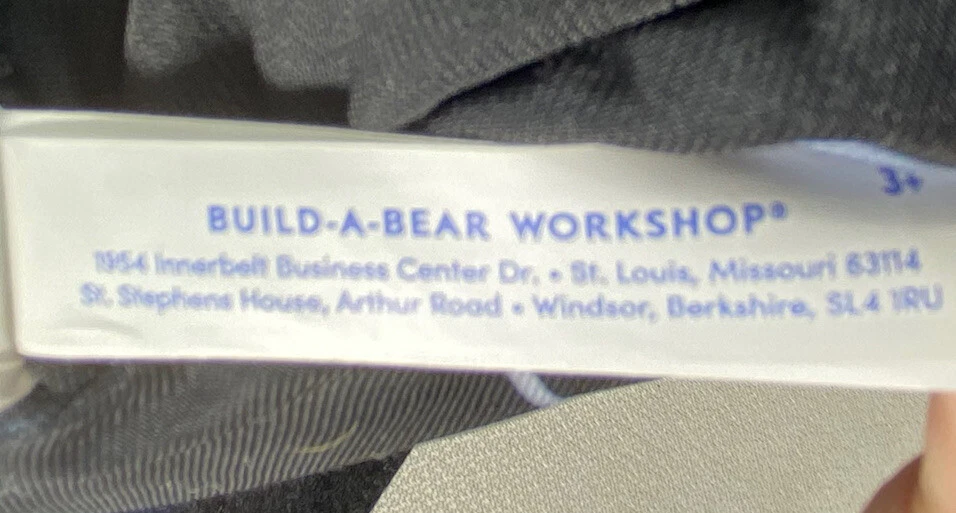 3+
BUILD-A-BEAR WORKSHOP®
1954 Innerbelt Business Center Dr. • St. Louis, Missouri 63114
St. Stephens House, Arthur Road • Windsor, Berkshire, SL4 1RU